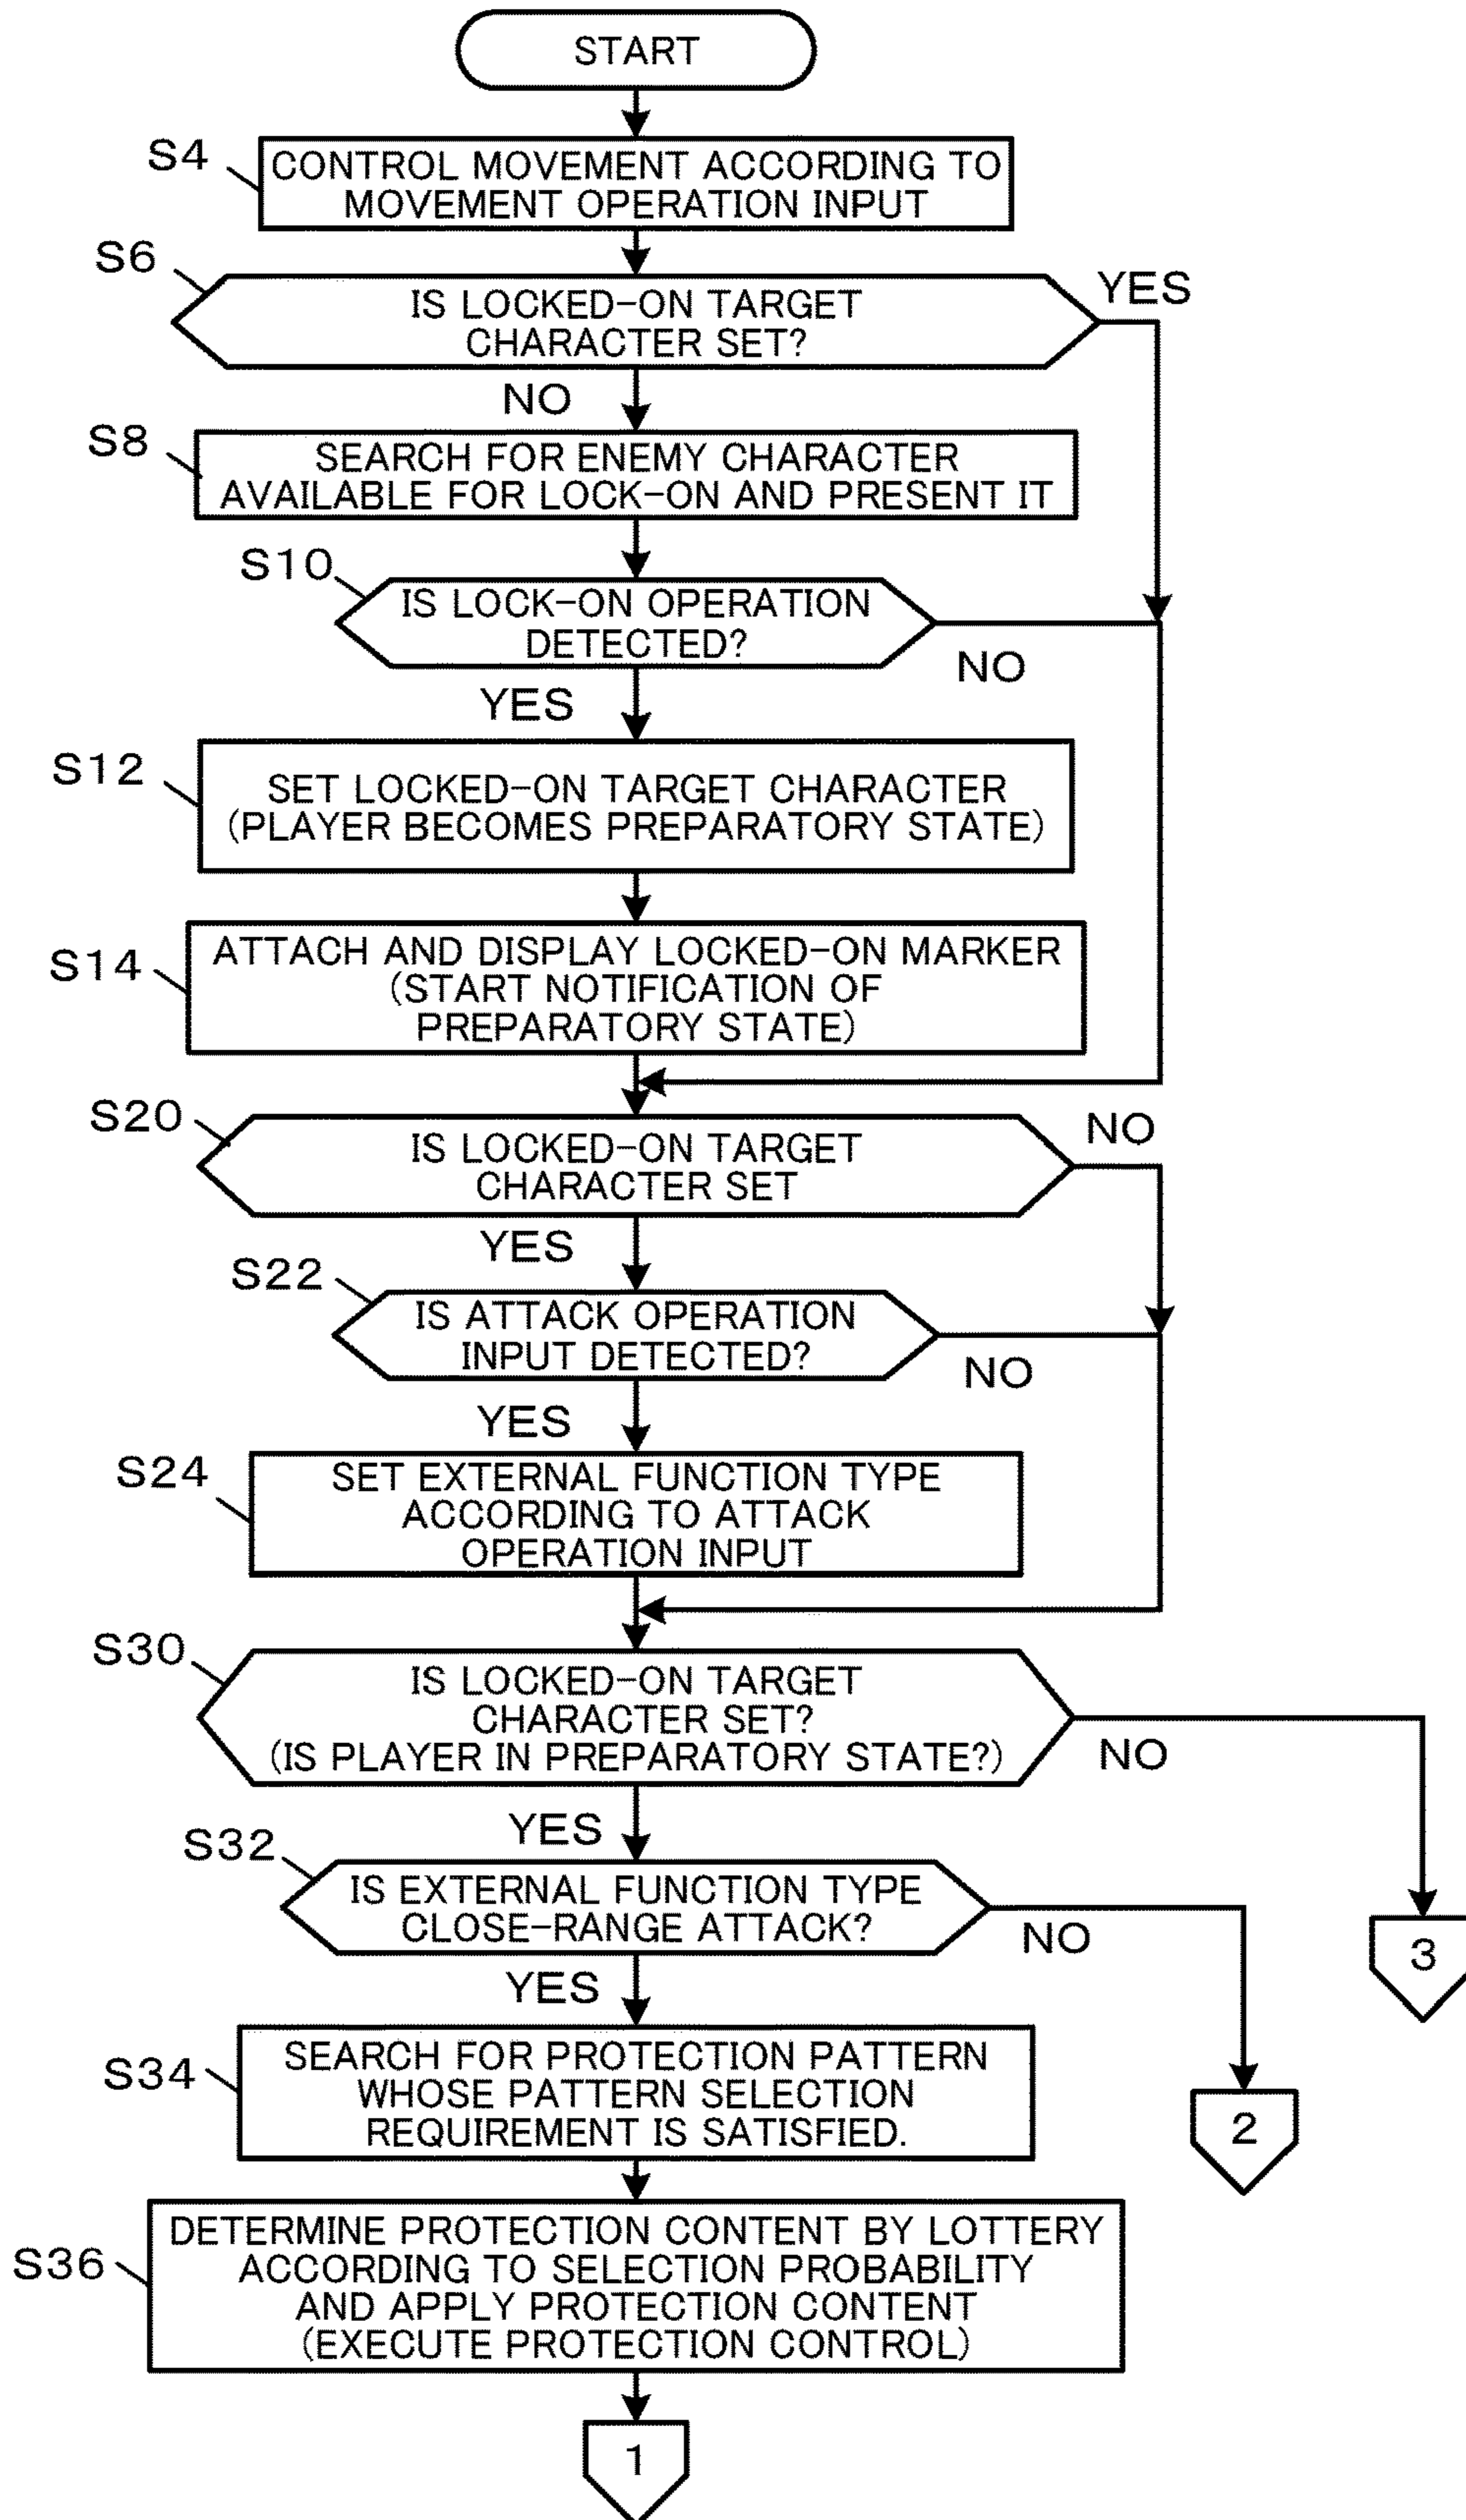 START
S4
CONTROL MOVEMENT ACCORDING TO
MOVEMENT OPERATION INPUT
S6
IS LOCKED-ON TARGET
CHARACTER SET?
YES
NO
S8
SEARCH FOR ENEMY CHARACTER
AVAILABLE FOR LOCK-ON AND PRESENT IT
S10
IS LOCK-ON OPERATION
DETECTED?
NO
YES
S12
SET LOCKED-ON TARGET CHARACTER
(PLAYER BECOMES PREPARATORY STATE)
S14
ATTACH AND DISPLAY LOCKED-ON MARKER
(START NOTIFICATION OF
PREPARATORY STATE)
S20
IS LOCKED-ON TARGET
CHARACTER SET
NO
YES
S22
IS ATTACK OPERATION
INPUT DETECTED?
NO
YES
S24
SET EXTERNAL FUNCTION TYPE
ACCORDING TO ATTACK
OPERATION INPUT
S30
IS LOCKED-ON TARGET
CHARACTER SET?
(IS PLAYER IN PREPARATORY STATE?)
NO
YES
S32
IS EXTERNAL FUNCTION TYPE
CLOSE-RANGE ATTACK?
NO
3
YES
S34
SEARCH FOR PROTECTION PATTERN
WHOSE PATTERN SELECTION
REQUIREMENT IS SATISFIED.
2
S36
DETERMINE PROTECTION CONTENT BY LOTTERY
ACCORDING TO SELECTION PROBABILITY
AND APPLY PROTECTION CONTENT
(EXECUTE PROTECTION CONTROL)
1